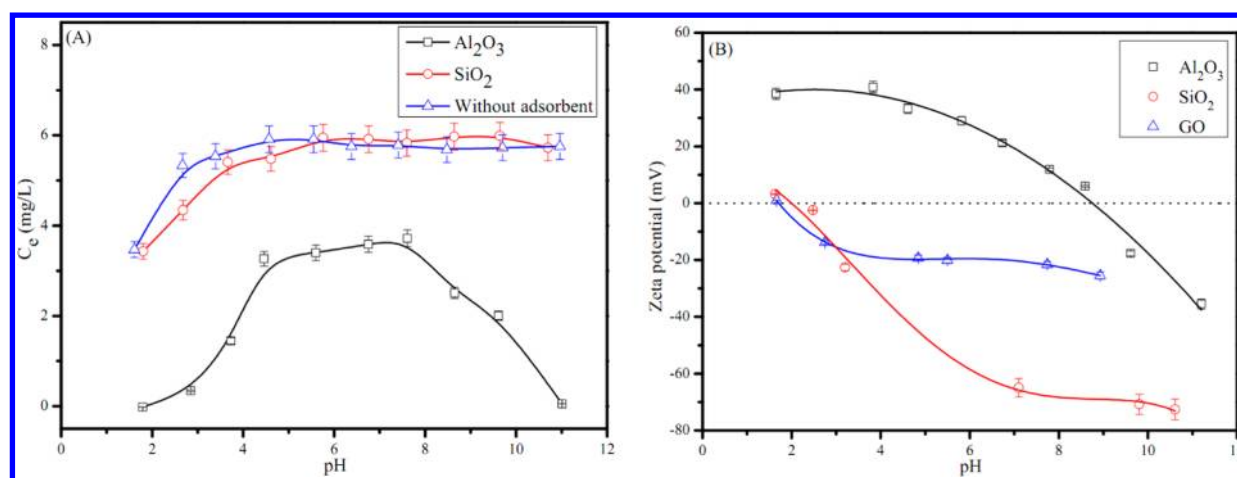 (A)
Al2O3
SiO2
Without adsorbent
8
6
4
2
0
Ce (mg/L)
0 2 4 6 8 10 12
pH
(B)
Al2O3
SiO2
GO
60
40
20
0
-20
-40
-60
-80
Zeta potential (mV)
0 2 4 6 8 10 1
pH